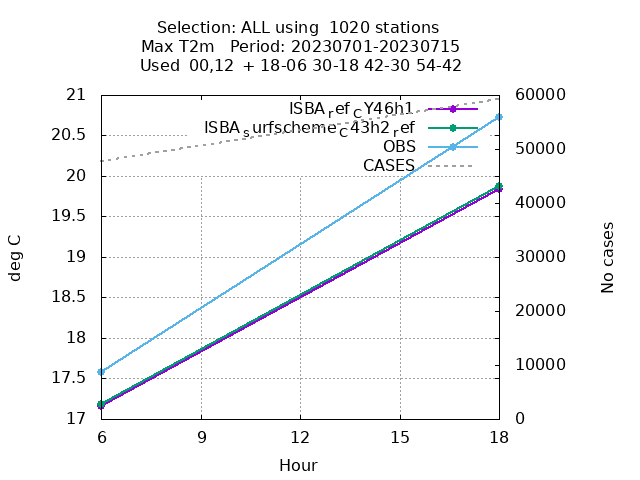 Selection: ALL using  1020 stations
Max T2m   Period: 20230701-20230715
Used  00,12  + 18-06 30-18 42-30 54-42
21
20.5
20
19.5
19
18.5
18
17.5
17
60000
50000
40000
30000
20000
10000
0
ISBA_ref_CY46h1
ISBA_surfscheme_C43h2_ref
OBS
CASES
deg C
No cases
6
9
12
15
18
Hour